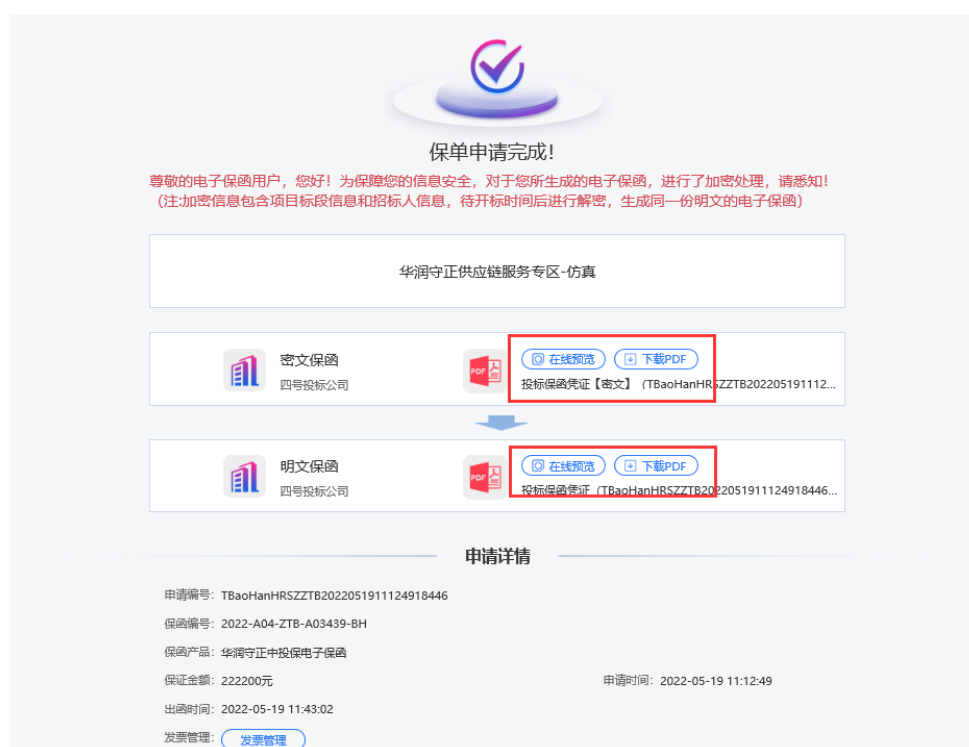 保单申请完成!
尊敬的电子保函用户，您好！为保障您的信息安全，对于您所生成的电子保函，进行了加密处理，请悉知!
（注:加密信息包含项目标段信息和招标人信息，待开标时间后进行解密，生成同一份明文的电子保函）
华润守正供应链服务专区-仿真
密文保函
四号投标公司
PDF
在线预览 下载PDF
投标保函凭证【密文】（TBaoHanHRSZZTB202205191112...
明文保函
四号投标公司
PDF
在线预览 下载PDF
投标保函凭证（TBaoHanHRSZZTB2022051911124918446...
申请详情
申请编号: TBaoHanHRSZZTB2022051911124918446
保函编号: 2022-A04-ZTB-A03439-BH
保函产品: 华润守正中投保电子保函
保证金额: 222200元 申请时间: 2022-05-19 11:12:49
出函时间: 2022-05-19 11:43:02
发票管理: 发票管理